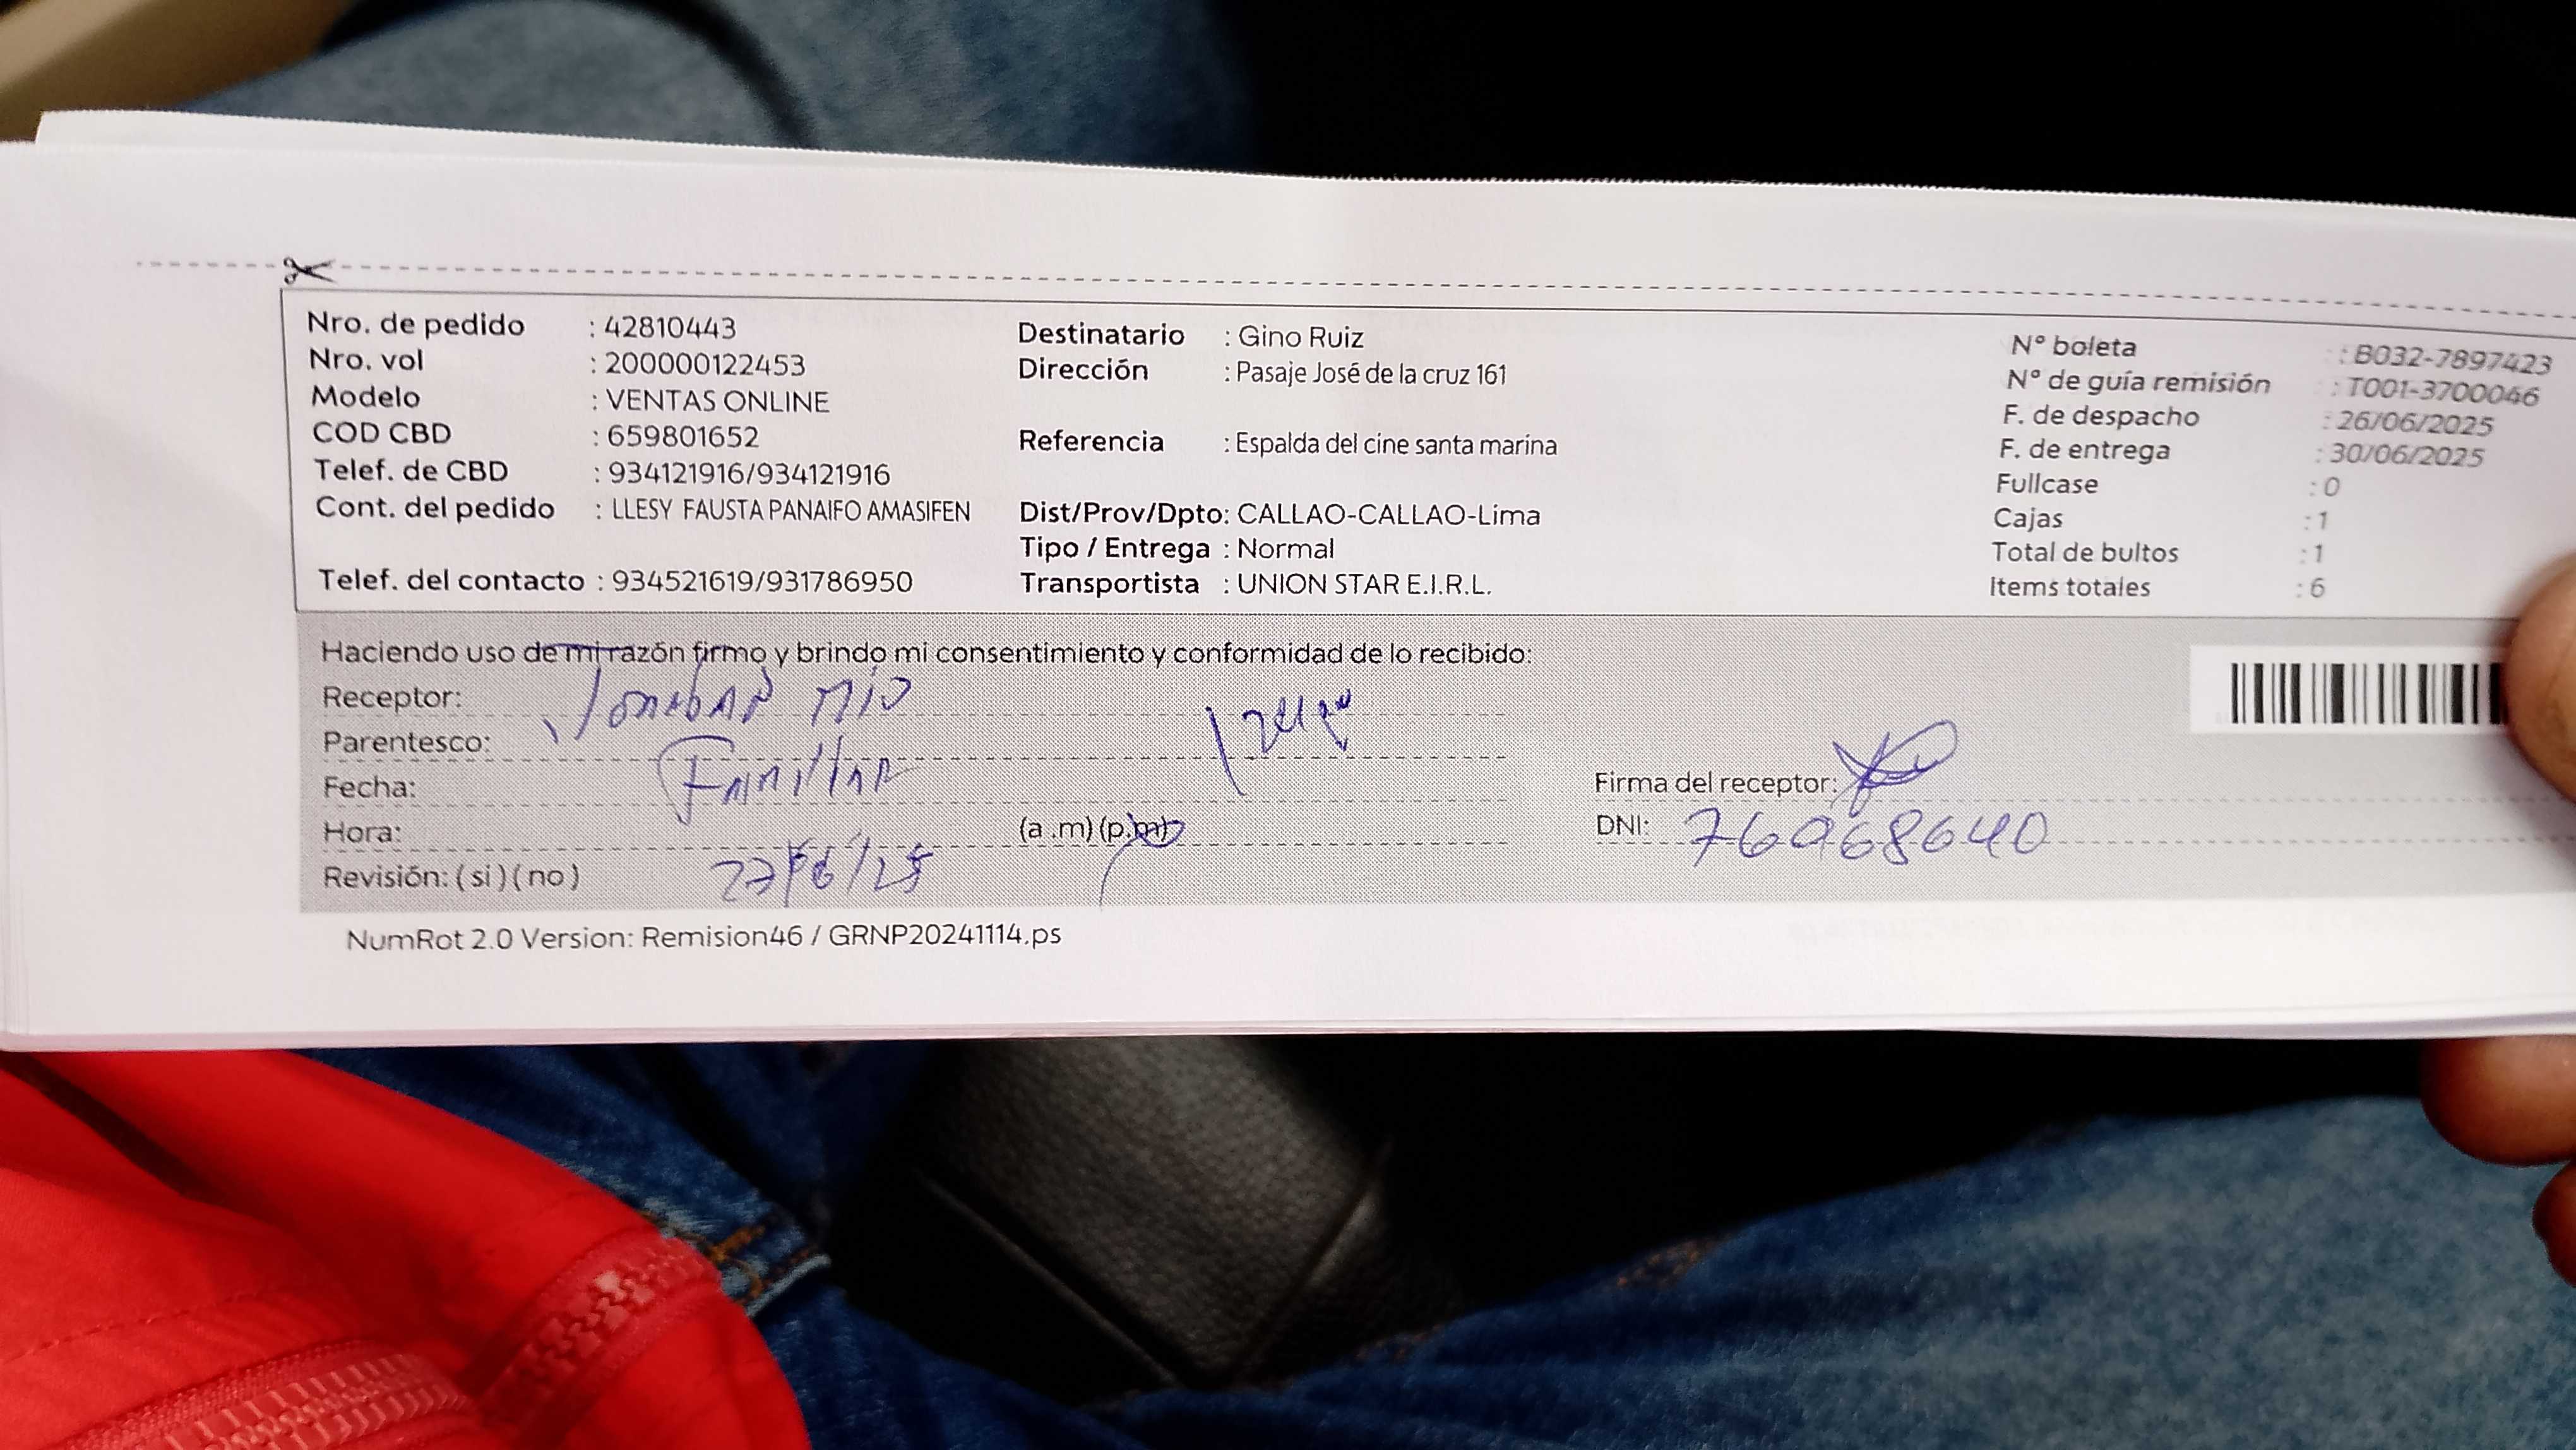 Nro. de pedido : 42810443
Nro. vol : 200000122453
Modelo : VENTAS ONLINE
COD CBD : 659801652
Telef. de CBD : 934121916/934121916
Cont. del pedido : LLESY FAUSTA PANAIFO AMASIFEN
Telef. del contacto : 934521619/931786950
Destinatario : Gino Ruiz
Dirección : Pasaje José de la cruz 161
Referencia : Espalda del cine santa marina
Dist/Prov/Dpto: CALLAO-CALLAO-Lima
Tipo / Entrega : Normal
Transportista : UNION STAR E.I.R.L.
N° boleta : B032-7897423
N° de guía remisión : T001-3700046
F. de despacho : 26/06/2025
F. de entrega : 30/06/2025
Fullcase : 0
Cajas : 1
Total de bultos : 1
Items totales : 6
Haciendo uso de mi razón firmo y brindo mi consentimiento y conformidad de lo recibido:
Receptor:
Parentesco: Familiar
Fecha:
Hora: (a .m) (p.m)
Revisión: ( si ) ( no )
Firma del receptor:
DNI: 76968640
NumRot 2.0 Version: Remision46 / GRNP20241114.ps